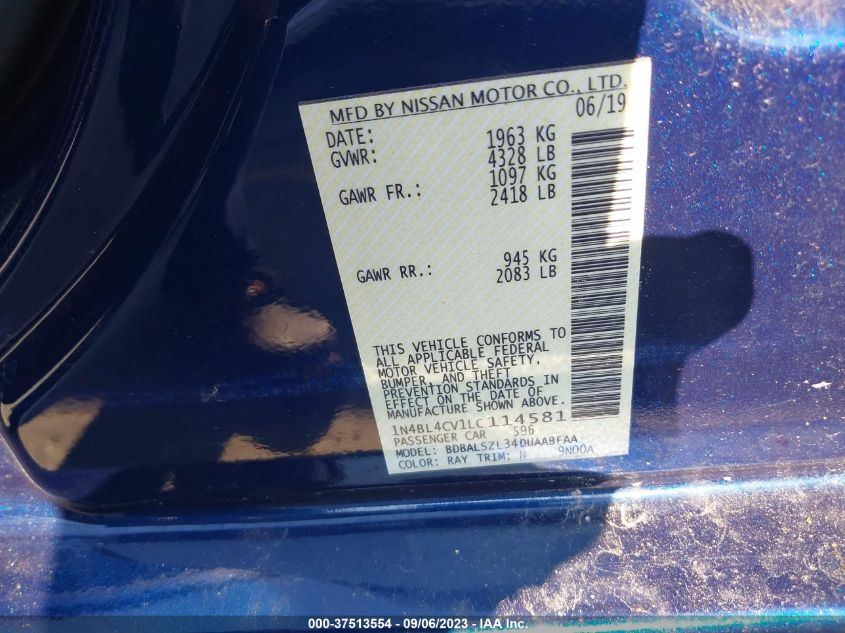 MFD BY NISSAN MOTOR CO., LTD.
DATE: 06/19
GVWR: 1963 KG
4328 LB
GAWR FR.: 1097 KG
2418 LB
GAWR RR.: 945 KG
2083 LB
THIS VEHICLE CONFORMS TO
ALL APPLICABLE FEDERAL
MOTOR VEHICLE SAFETY,
BUMPER, AND THEFT
PREVENTION STANDARDS IN
EFFECT ON THE DATE OF
MANUFACTURE SHOWN ABOVE.
1N4BL4CV1LC114581
PASSENGER CAR 596
MODEL: BDBALSZL34DUAABFAA
COLOR: RAY TRIM: N 9N00A
000-37513554 - 09/06/2023 - IAA Inc.